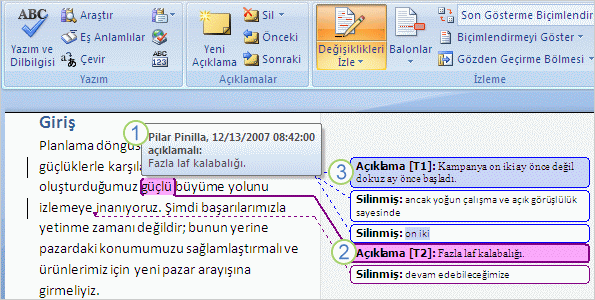 ABC
Yazım ve
Dilbilgisi
Araştır
Eş Anlamlılar
Çevir
ABC
123
Yazım
Yeni
Açıklama
Sil
Önceki
Sonraki
Açıklamalar
Değişiklikleri
İzle
Balonlar
Son Gösterme Biçimlendir
Biçimlendirmeyi Göster
Gözden Geçirme Bölmesi
İzleme
Giriş
1
Pilar Pinilla, 12/13/2007 08:42:00
açıklamalı:
Fazla laf kalabalığı.
Planlama döngüs
güçlüklerle karşıla
oluşturduğumuz güçlü büyüme yolunu
izlemeye inanıyoruz. Şimdi başarılarımızla
yetinme zamanı değildir; bunun yerine
pazardaki konumumuzu sağlamlaştırmalı ve
ürünlerimiz için yeni pazar arayışına
girmeliyiz.
3
Açıklama [T1]: Kampanya on iki ay önce değil
dokuz ay önce başladı.
Silinmiş: ancak yoğun çalışma ve açık görüşlülük
sayesinde
Silinmiş: on iki
2
Açıklama [T2]: Fazla laf kalabalığı.
Silinmiş: devam edebileceğimize